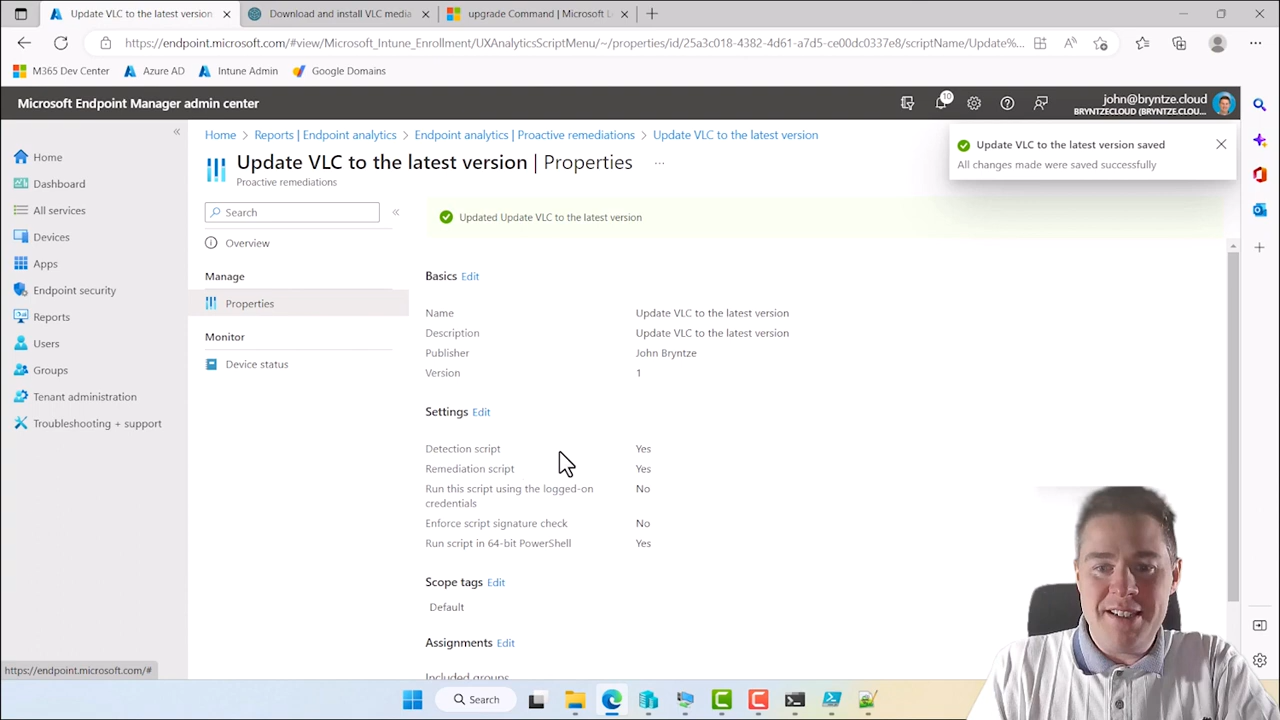 Update VLC to the latest version
Download and install VLC media
upgrade Command | Microsoft D
https://endpoint.microsoft.com/#view/Microsoft_Intune_Enrollment/UXAnalyticsScriptMenu/~/properties/id/25a3c018-4382-4d61-a7d5-ce00dc0337e8/scriptName/Update%...
M365 Dev Center
Azure AD
Intune Admin
Google Domains
Microsoft Endpoint Manager admin center
10
john@bryntze.cloud
BRYNTZECLOUD (BRYNTZE.CLOU...
Home
Dashboard
All services
Devices
Apps
Endpoint security
Reports
Users
Groups
Tenant administration
Troubleshooting + support
Home > Reports | Endpoint analytics > Endpoint analytics | Proactive remediations > Update VLC to the latest version
Update VLC to the latest version | Properties ...
Proactive remediations
Search
Overview
Manage
Properties
Monitor
Device status
Update VLC to the latest version saved
All changes made were saved successfully
Updated Update VLC to the latest version
Basics Edit
Name Update VLC to the latest version
Description Update VLC to the latest version
Publisher John Bryntze
Version 1
Settings Edit
Detection script Yes
Remediation script Yes
Run this script using the logged-on No
credentials
Enforce script signature check No
Run script in 64-bit PowerShell Yes
Scope tags Edit
Default
Assignments Edit
Included groups
https://endpoint.microsoft.com/#
Search